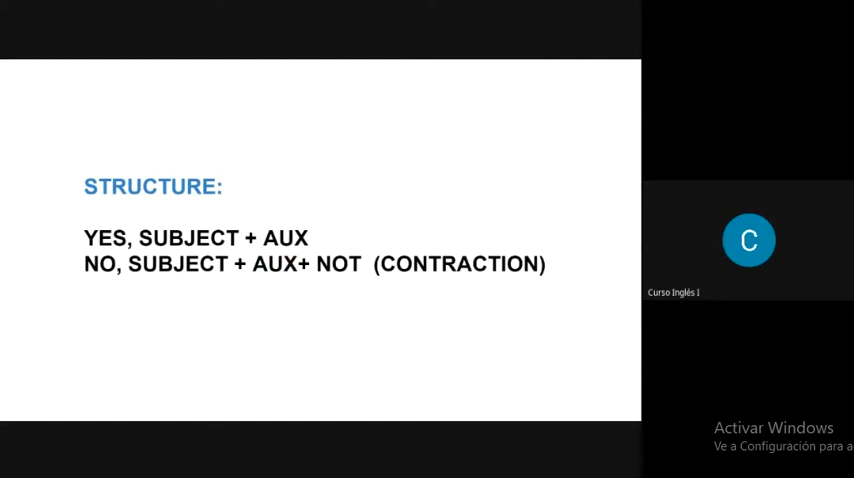 STRUCTURE:
YES, SUBJECT + AUX
NO, SUBJECT + AUX+ NOT (CONTRACTION)
C
Curso Inglés I
Activar Windows
Ve a Configuración para a